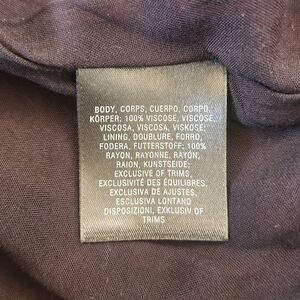 BODY, CORPS, CUERPO, CORPO,
KÖRPER: 100% VISCOSE, VISCOSE,
VISCOSA, VISCOSA, VISKOSE;
LINING, DOUBLURE, FORRO,
FODERA, FUTTERSTOFF: 100%
RAYON, RAYONNE, RAYÓN,
RAION, KUNSTSEIDE;
EXCLUSIVE OF TRIMS,
EXCLUSIVITÉ DES ÉQUILIBRES,
EXCLUSIVA DE AJUSTES,
ESCLUSIVA LONTANO
DISPOSIZIONI, EXKLUSIV OF
TRIMS